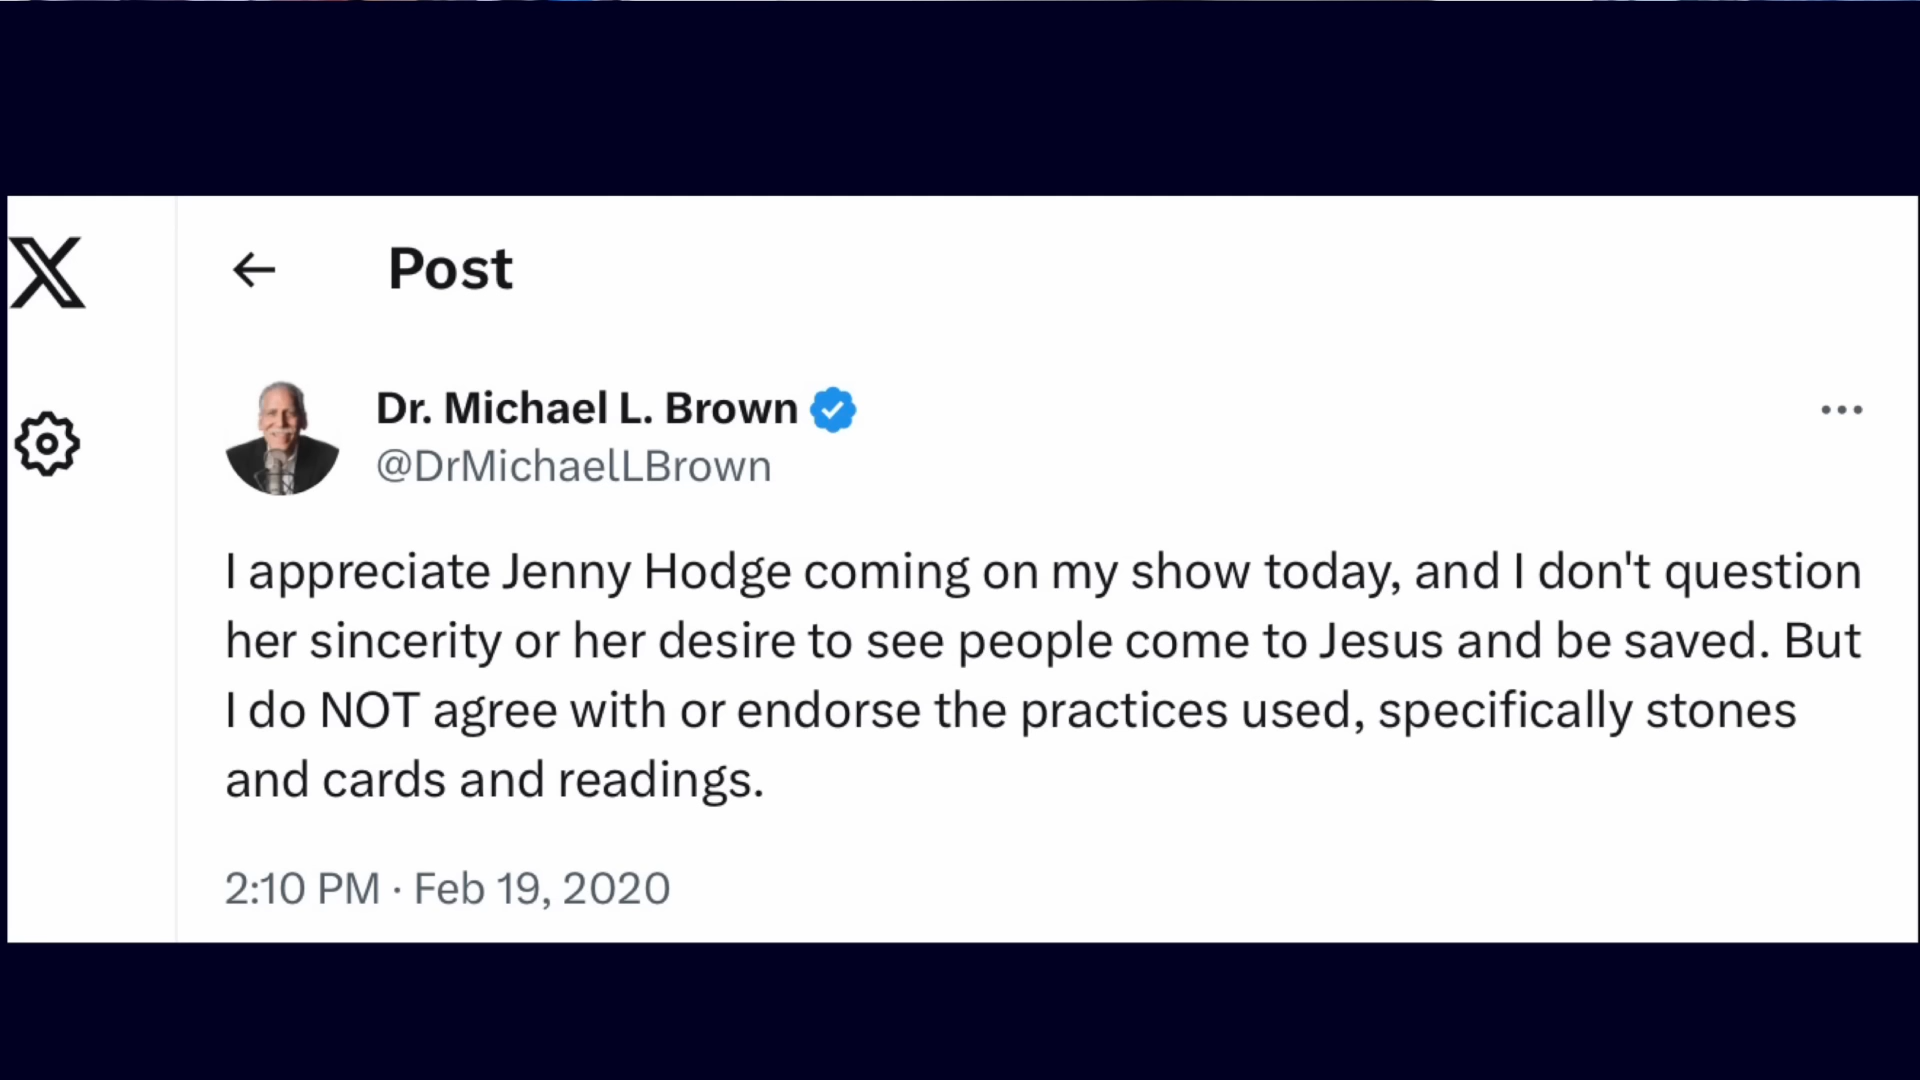 Post
Dr. Michael L. Brown
@DrMichaelLBrown
I appreciate Jenny Hodge coming on my show today, and I don't question
her sincerity or her desire to see people come to Jesus and be saved. But
I do NOT agree with or endorse the practices used, specifically stones
and cards and readings.
2:10 PM · Feb 19, 2020